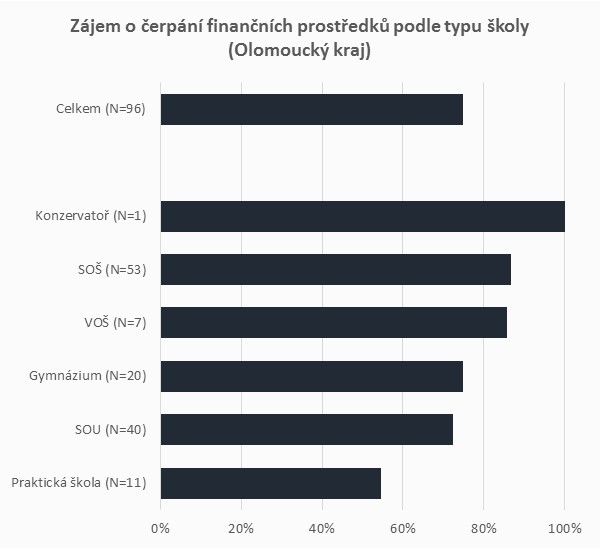 Zájem o čerpání finančních prostředků podle typu školy
(Olomoucký kraj)
Celkem (N=96)
Konzervatoř (N=1)
SOŠ (N=53)
VOŠ (N=7)
Gymnázium (N=20)
SOU (N=40)
Praktická škola (N=11)
0% 20% 40% 60% 80% 100%